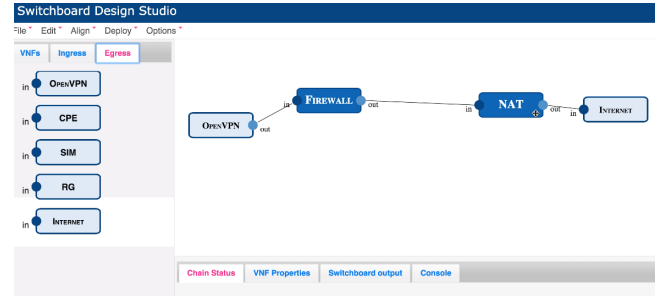 Switchboard Design Studio
File Edit Align Deploy Options
VNFs Ingress Egress
in OpenVPN
in CPE
in SIM
in RG
in Internet
OpenVPN out
in Firewall out
in NAT out
in Internet
Chain Status VNF Properties Switchboard output Console